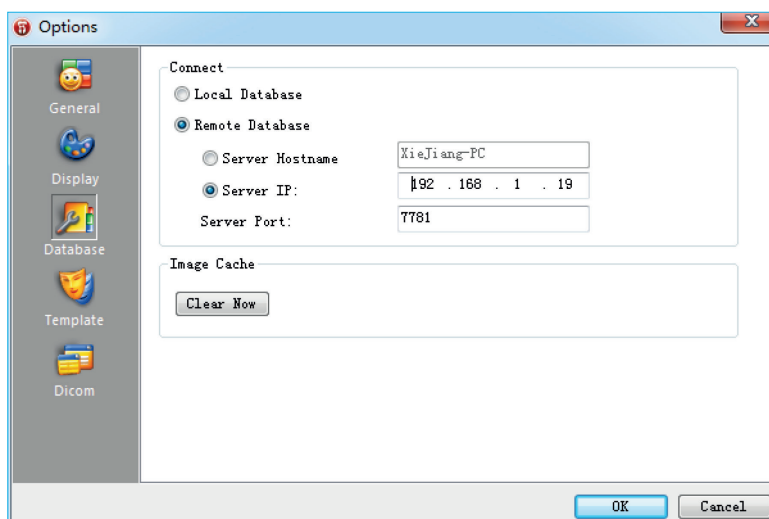 Options
General
Display
Database
Template
Dicom
Connect
Local Database
Remote Database
Server Hostname XieJiang-PC
Server IP: 192 . 168 . 1 . 19
Server Port: 7781
Image Cache
Clear Now
OK Cancel